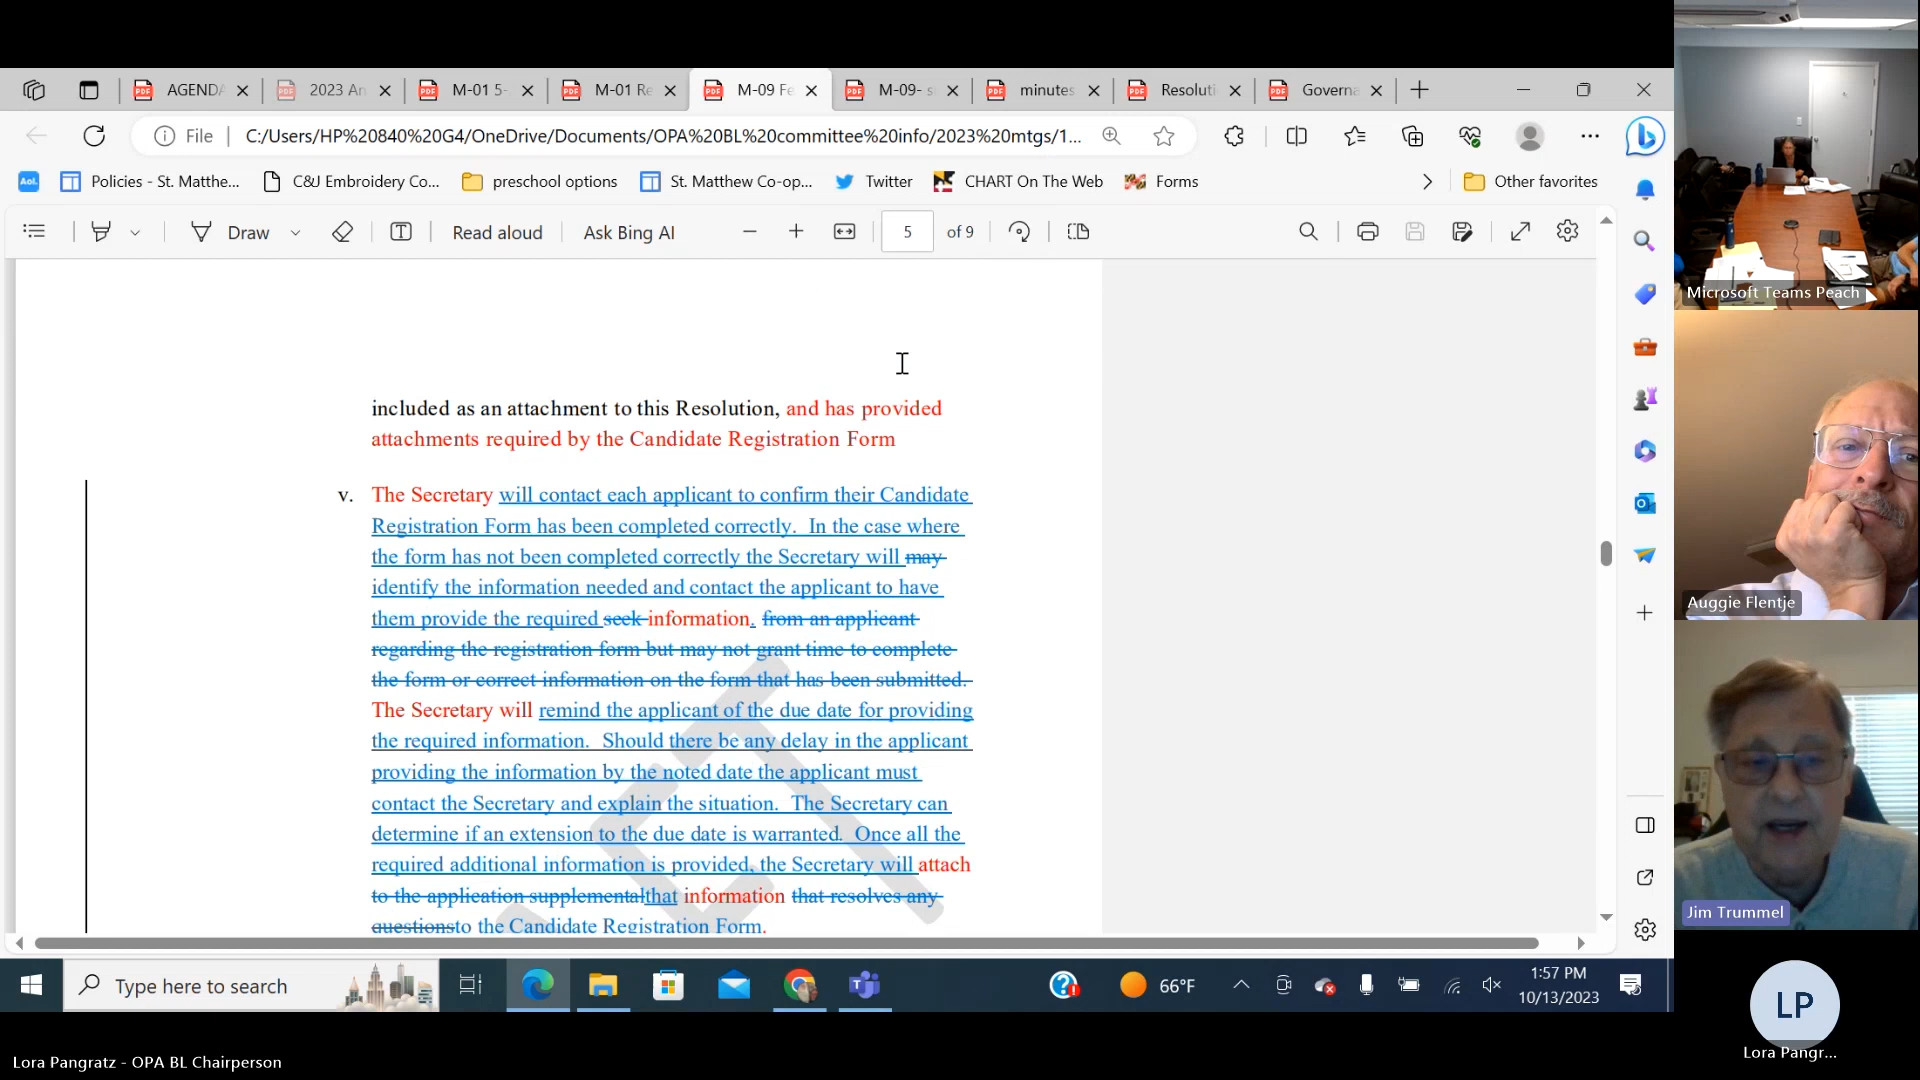 AGENDA
2023 An
M-01 5-
M-01 Re
M-09 Fe
M-09- s
minutes
Resoluti
Governa
File
C:/Users/HP%20840%20G4/OneDrive/Documents/OPA%20BL%20committee%20info/2023%20mtgs/1...
Aol.
Policies - St. Matthe...
C&J Embroidery Co...
preschool options
St. Matthew Co-op...
Twitter
CHART On The Web
Forms
Other favorites
Draw
Read aloud
Ask Bing AI
5
of 9
included as an attachment to this Resolution, and has provided
attachments required by the Candidate Registration Form
v. The Secretary will contact each applicant to confirm their Candidate
Registration Form has been completed correctly. In the case where
the form has not been completed correctly the Secretary will may
identify the information needed and contact the applicant to have
them provide the required seek information. from an applicant
regarding the registration form but may not grant time to complete
the form or correct information on the form that has been submitted.
The Secretary will remind the applicant of the due date for providing
the required information. Should there be any delay in the applicant
providing the information by the noted date the applicant must
contact the Secretary and explain the situation. The Secretary can
determine if an extension to the due date is warranted. Once all the
required additional information is provided, the Secretary will attach
to the application supplementalthat information that resolves any
questionsto the Candidate Registration Form.
Type here to search
66°F
1:57 PM
10/13/2023
Microsoft Teams Peach
Auggie Flentje
Jim Trummel
LP
Lora Pangr...
Lora Pangratz - OPA BL Chairperson